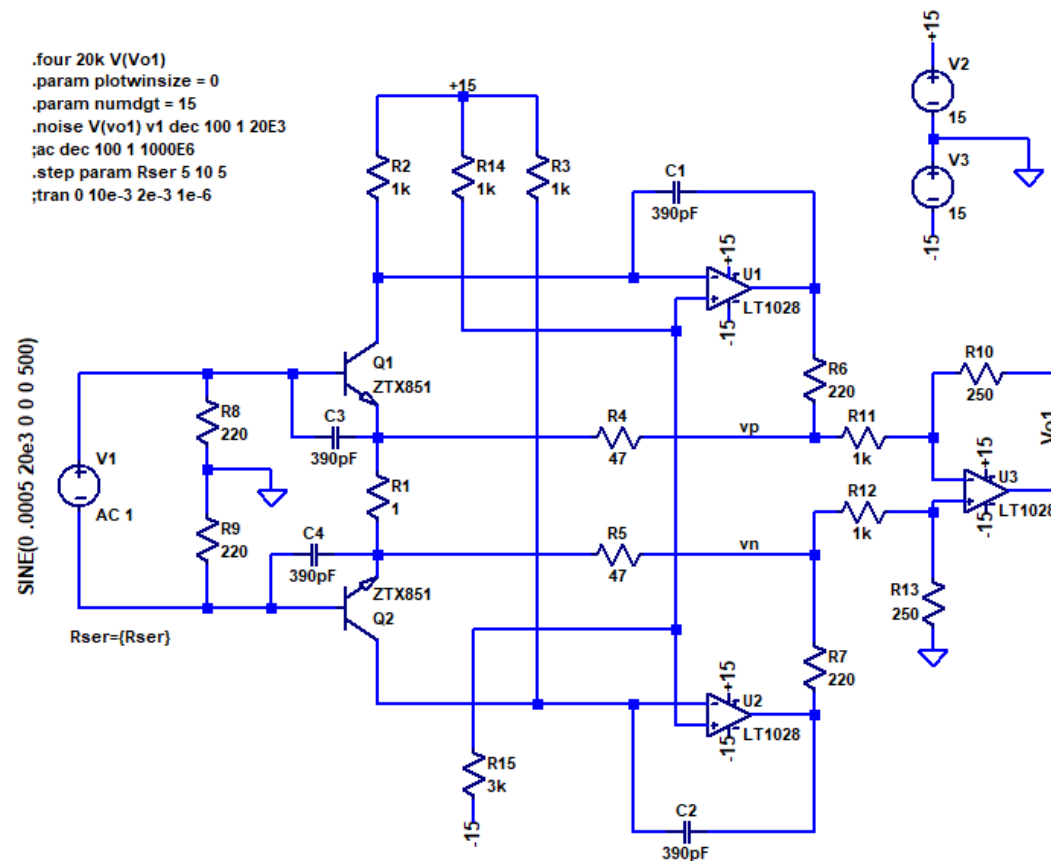 .four 20k V(Vo1)
.param plotwinsize = 0
.param numdgt = 15
.noise V(vo1) v1 dec 100 1 20E3
;ac dec 100 1 1000E6
.step param Rser 5 10 5
;tran 0 10e-3 2e-3 1e-6
+15
V2
15
V3
15
-15
+15
R2
1k
R14
1k
R3
1k
C1
390pF
+15
U1
LT1028
-15
SINE(0 .0005 20e3 0 0 0 500)
V1
AC 1
Rser={Rser}
R8
220
R9
220
Q1
ZTX851
C3
390pF
R1
1
C4
390pF
ZTX851
Q2
R4
47
vp
R5
47
vn
R6
220
R11
1k
R12
1k
R10
250
Vo1
+15
U3
LT1028
-15
R13
250
R7
220
+15
U2
LT1028
-15
R15
3k
-15
C2
390pF